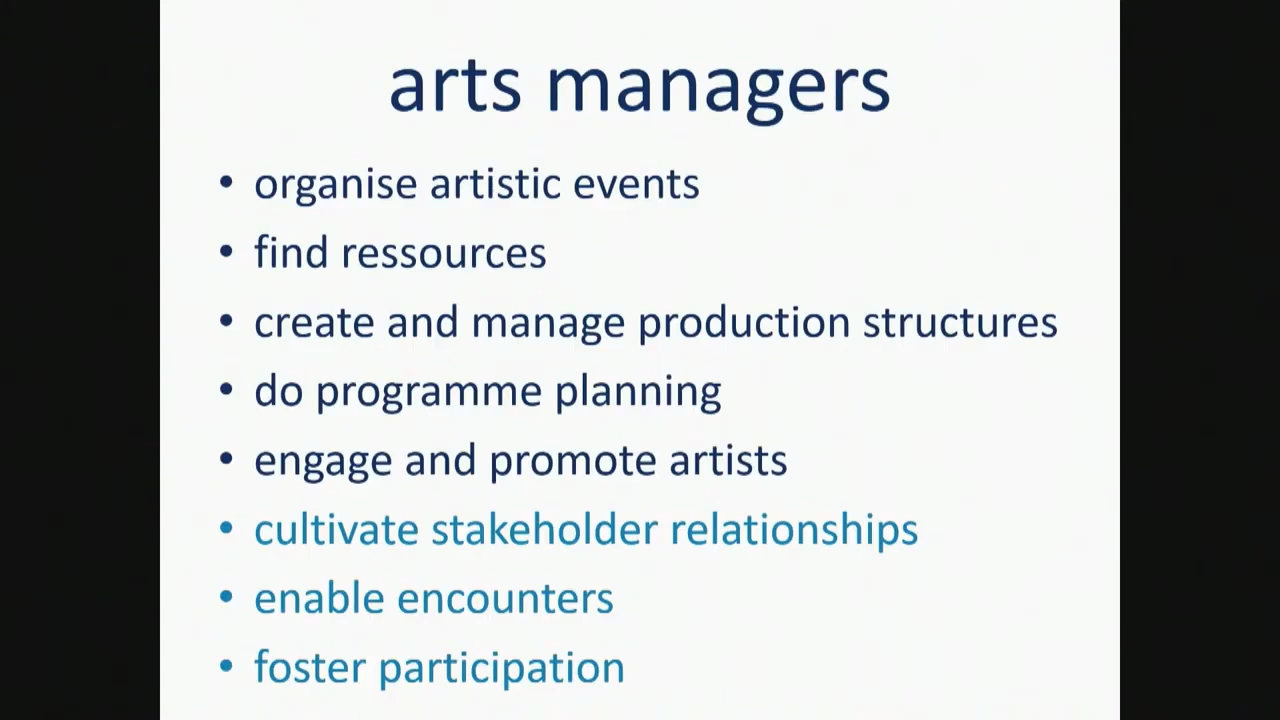 arts managers
• organise artistic events
• find ressources
• create and manage production structures
• do programme planning
• engage and promote artists
• cultivate stakeholder relationships
• enable encounters
• foster participation